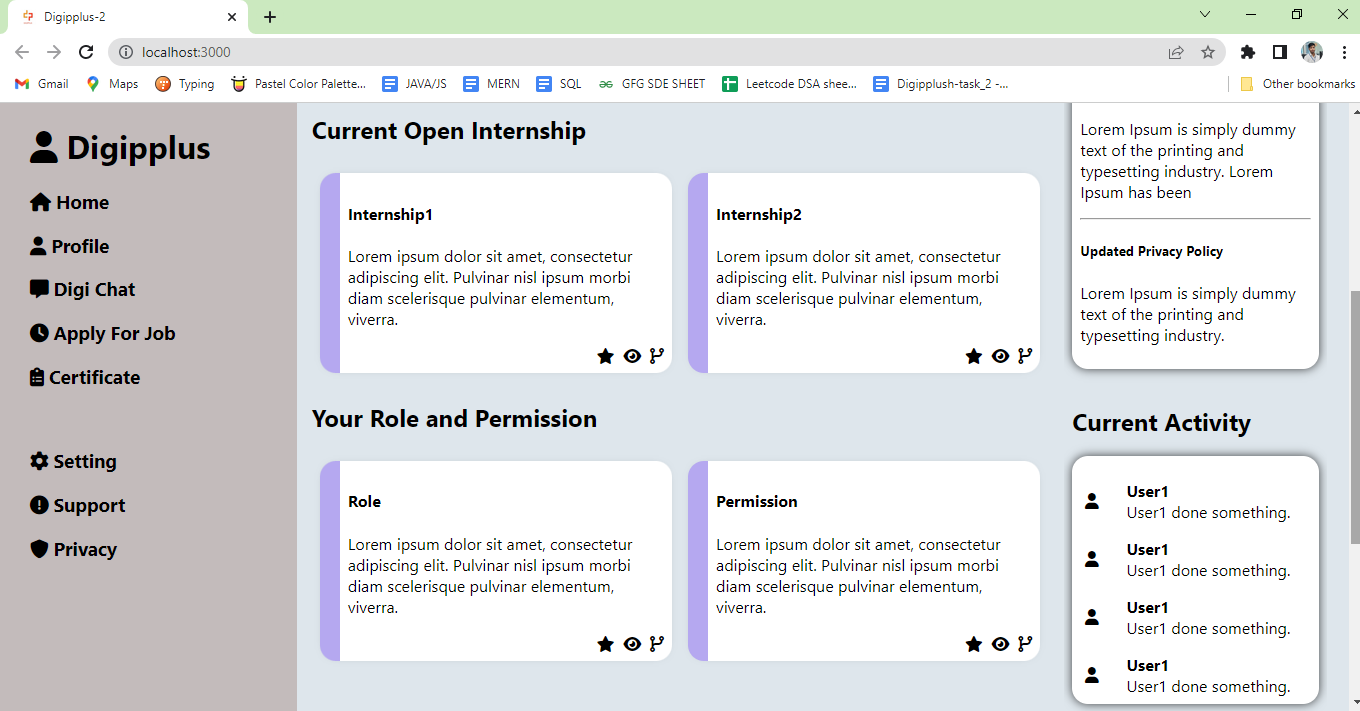 Digipplus-2
localhost:3000
Gmail
Maps
Typing
Pastel Color Palette...
JAVA/JS
MERN
SQL
GFG SDE SHEET
Leetcode DSA shee...
Digipplush-task_2 -...
Other bookmarks
Digipplus
Home
Profile
Digi Chat
Apply For Job
Certificate
Setting
Support
Privacy
Current Open Internship
Internship1
Lorem ipsum dolor sit amet, consectetur
adipiscing elit. Pulvinar nisl ipsum morbi
diam scelerisque pulvinar elementum,
viverra.
Internship2
Lorem ipsum dolor sit amet, consectetur
adipiscing elit. Pulvinar nisl ipsum morbi
diam scelerisque pulvinar elementum,
viverra.
Your Role and Permission
Role
Lorem ipsum dolor sit amet, consectetur
adipiscing elit. Pulvinar nisl ipsum morbi
diam scelerisque pulvinar elementum,
viverra.
Permission
Lorem ipsum dolor sit amet, consectetur
adipiscing elit. Pulvinar nisl ipsum morbi
diam scelerisque pulvinar elementum,
viverra.
Lorem Ipsum is simply dummy
text of the printing and
typesetting industry. Lorem
Ipsum has been
Updated Privacy Policy
Lorem Ipsum is simply dummy
text of the printing and
typesetting industry.
Current Activity
User1
User1 done something.
User1
User1 done something.
User1
User1 done something.
User1
User1 done something.